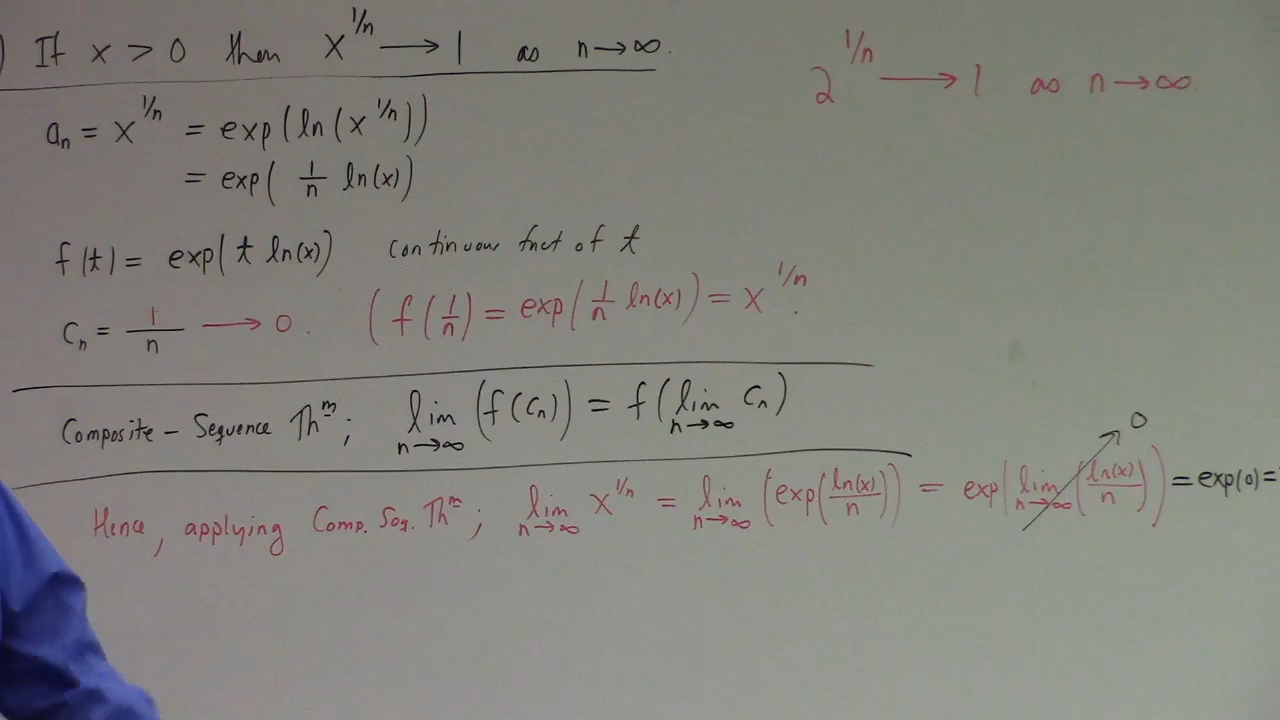 ) If x > 0 then x^{1/n} → 1 as n→∞.
2^{1/n} → 1 as n→∞.
a_n = x^{1/n} = exp(ln(x^{1/n}))
= exp( 1/n ln(x))
f(t) = exp(t ln(x)) continuous fnct of t
c_n = 1/n → 0. (f(1/n) = exp(1/n ln(x)) = x^{1/n}.
Composite - Sequence Th^m; lim_{n→∞} (f(c_n)) = f(lim_{n→∞} c_n)
Hence, applying Comp. Seq. Th^m; lim_{n→∞} x^{1/n} = lim_{n→∞} (exp(ln(x)/n)) = exp(lim_{n→∞} (ln(x)/n)) = exp(0) =
0